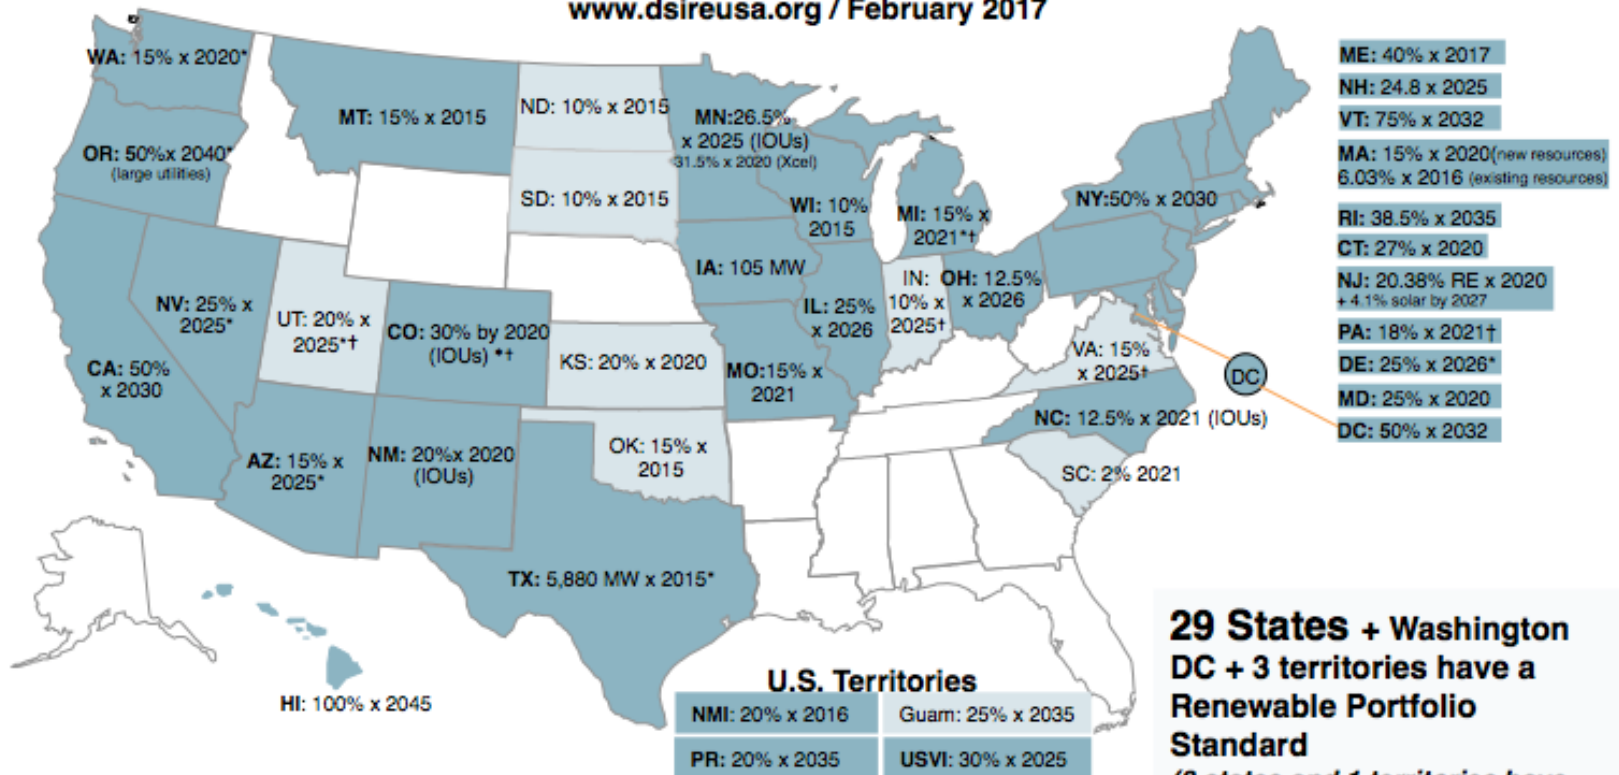 www.dsireusa.org / February 2017
WA: 15% x 2020*
OR: 50%x 2040*
(large utilities)
MT: 15% x 2015
ND: 10% x 2015
SD: 10% x 2015
MN:26.5%
x 2025 (IOUs)
31.5% x 2020 (Xcel)
WI: 10%
2015
MI: 15% x
2021*†
NY:50% x 2030
IA: 105 MW
NV: 25% x
2025*
UT: 20% x
2025*†
CO: 30% by 2020
(IOUs) *†
KS: 20% x 2020
MO:15% x
2021
IL: 25%
x 2026
IN:
10% x
2025†
OH: 12.5%
x 2026
VA: 15%
x 2025†
CA: 50%
x 2030
AZ: 15% x
2025*
NM: 20%x 2020
(IOUs)
OK: 15% x
2015
NC: 12.5% x 2021 (IOUs)
SC: 2% 2021
TX: 5,880 MW x 2015*
HI: 100% x 2045
DC
ME: 40% x 2017
NH: 24.8 x 2025
VT: 75% x 2032
MA: 15% x 2020(new resources)
6.03% x 2016 (existing resources)
RI: 38.5% x 2035
CT: 27% x 2020
NJ: 20.38% RE x 2020
+ 4.1% solar by 2027
PA: 18% x 2021†
DE: 25% x 2026*
MD: 25% x 2020
DC: 50% x 2032
U.S. Territories
NMI: 20% x 2016
Guam: 25% x 2035
PR: 20% x 2035
USVI: 30% x 2025
29 States + Washington
DC + 3 territories have a
Renewable Portfolio
Standard